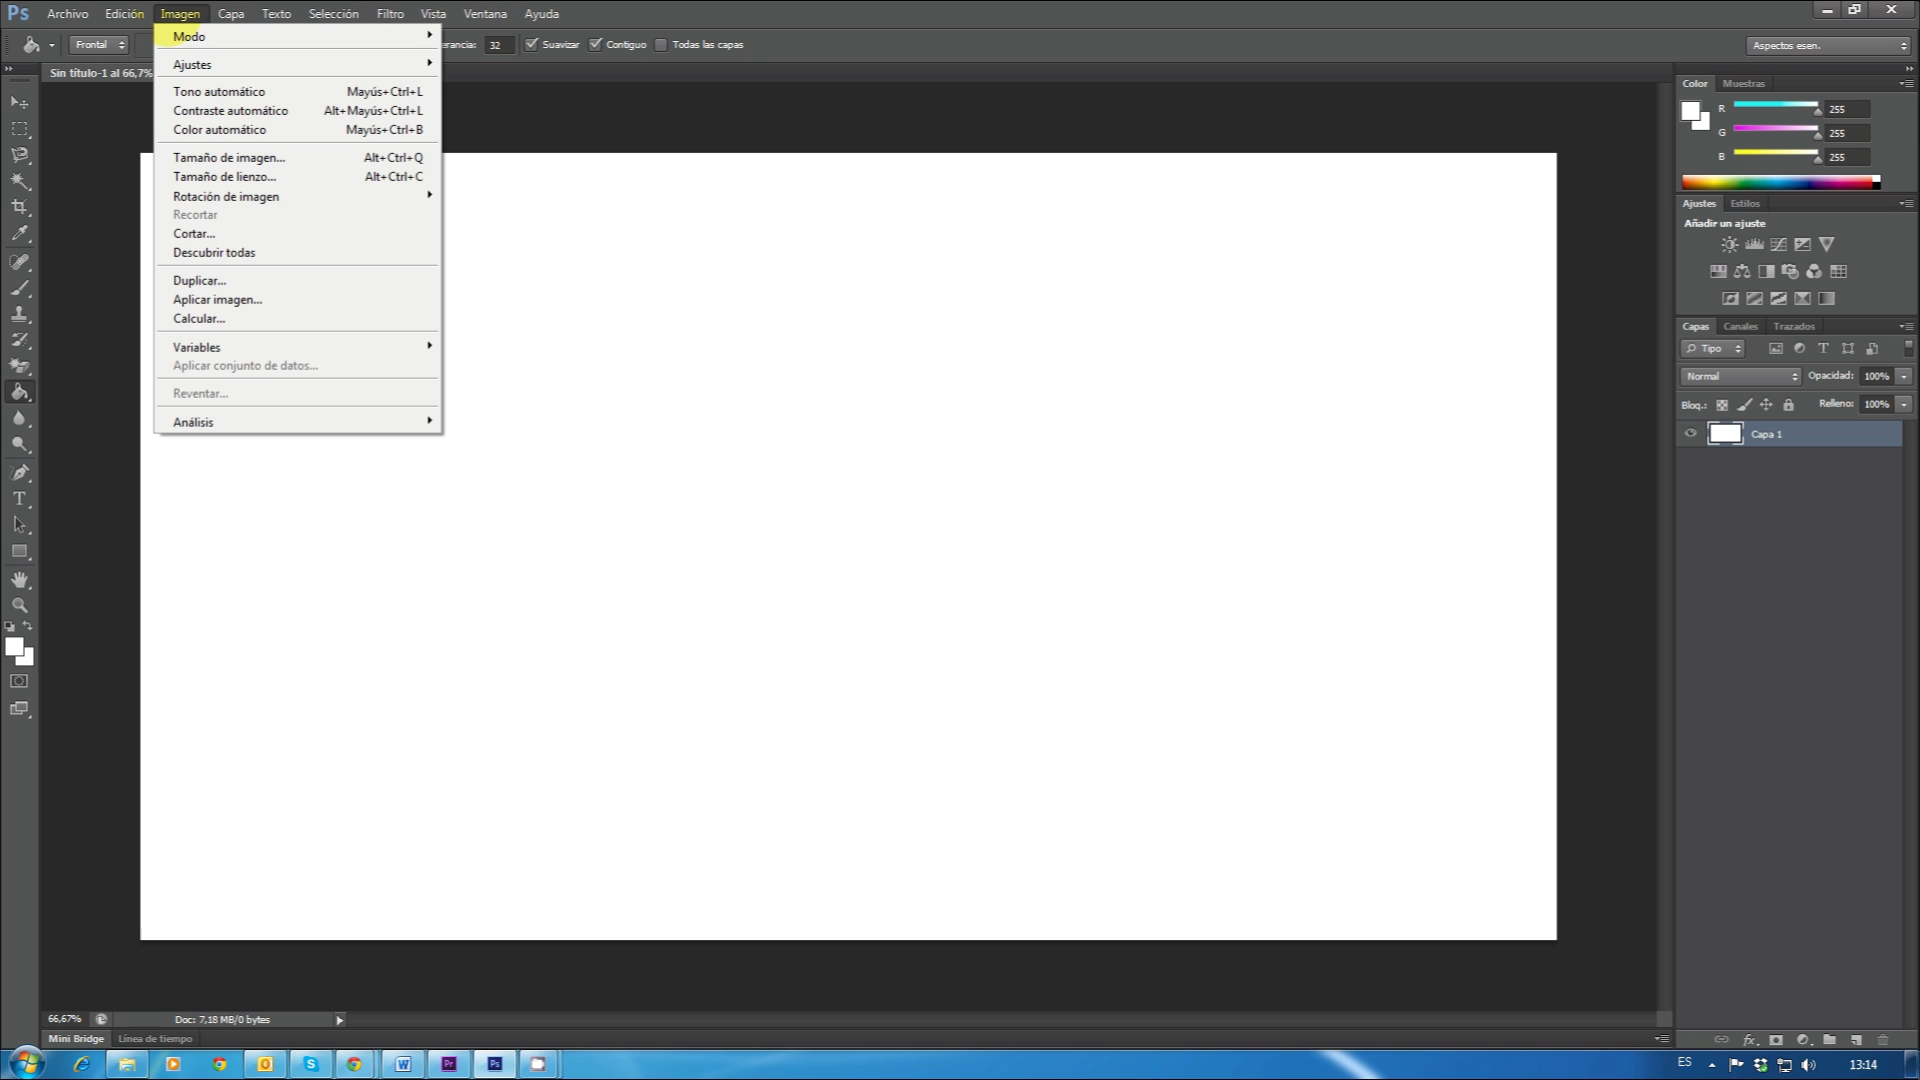 Ps Archivo Edición Imagen Capa Texto Selección Filtro Vista Ventana Ayuda
Frontal erancia: 32 Suavizar Contiguo Todas las capas Aspectos esen.
Sin título-1 al 66,7%
Modo
Ajustes
Tono automático Mayús+Ctrl+L
Contraste automático Alt+Mayús+Ctrl+L
Color automático Mayús+Ctrl+B
Tamaño de imagen... Alt+Ctrl+Q
Tamaño de lienzo... Alt+Ctrl+C
Rotación de imagen
Recortar
Cortar...
Descubrir todas
Duplicar...
Aplicar imagen...
Calcular...
Variables
Aplicar conjunto de datos...
Reventar...
Análisis
Color Muestras
R 255
G 255
B 255
Ajustes Estilos
Añadir un ajuste
Capas Canales Trazados
Tipo
Normal Opacidad: 100%
Bloq.: Relleno: 100%
Capa 1
66,67% Doc: 7,18 MB/0 bytes
Mini Bridge Línea de tiempo
ES 13:14